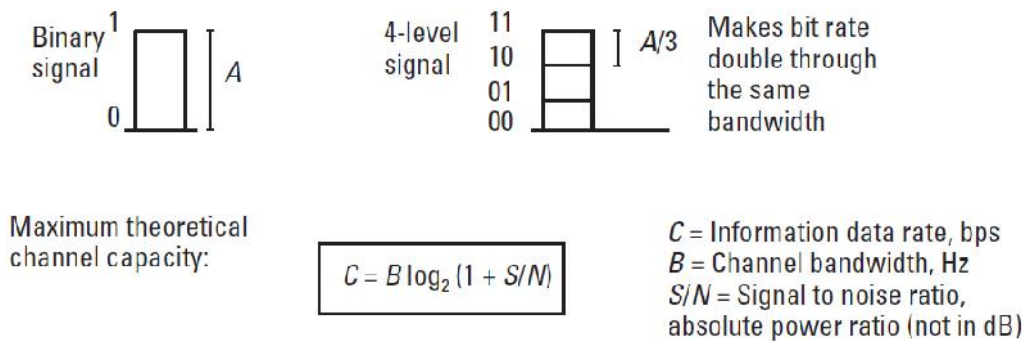 Binary
signal
1
0
A
4-level
signal
11
10
01
00
A/3
Makes bit rate
double through
the same
bandwidth
Maximum theoretical
channel capacity:
C = B log₂ (1 + S/N)
C = Information data rate, bps
B = Channel bandwidth, Hz
S/N = Signal to noise ratio,
absolute power ratio (not in dB)